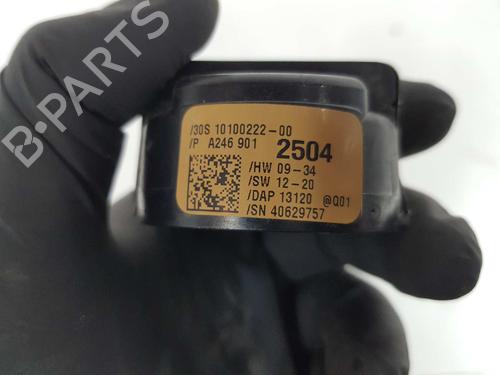 B-PARTS
/30S 10100222-00
/P A246 901 2504
/HW 09-34
/SW 12-20
/DAP 13120 @Q01
/SN 40629757